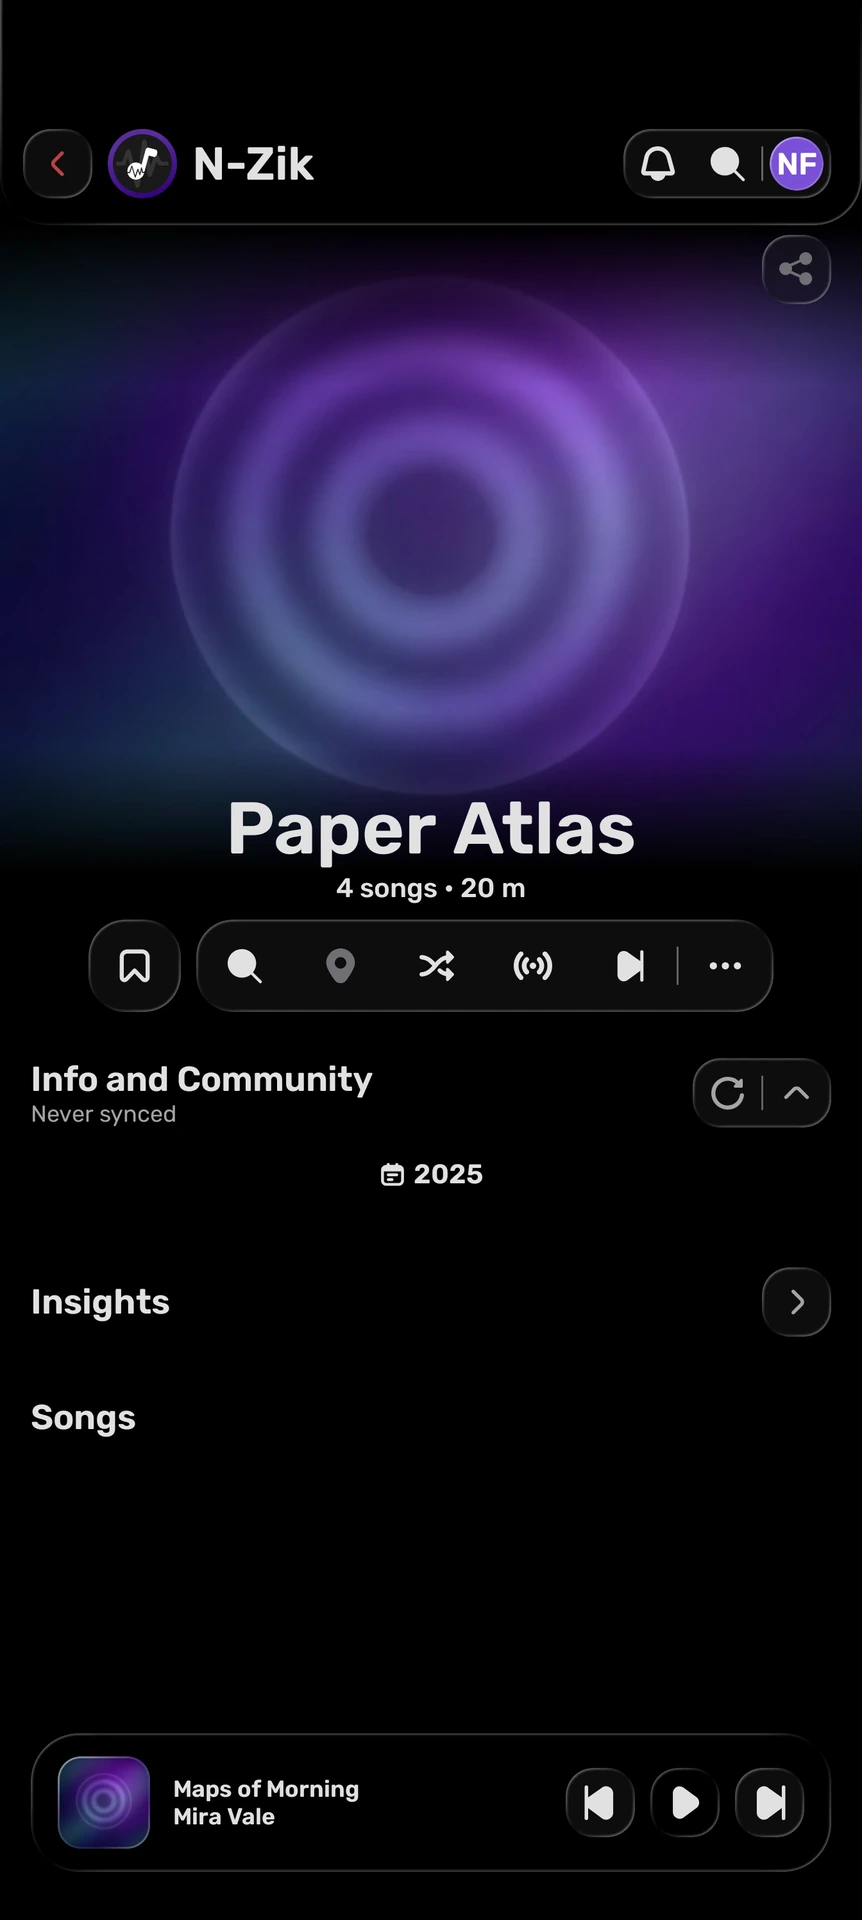 N-Zik
NF
Paper Atlas
4 songs • 20 m
Info and Community
Never synced
2025
Insights
Songs
Maps of Morning
Mira Vale